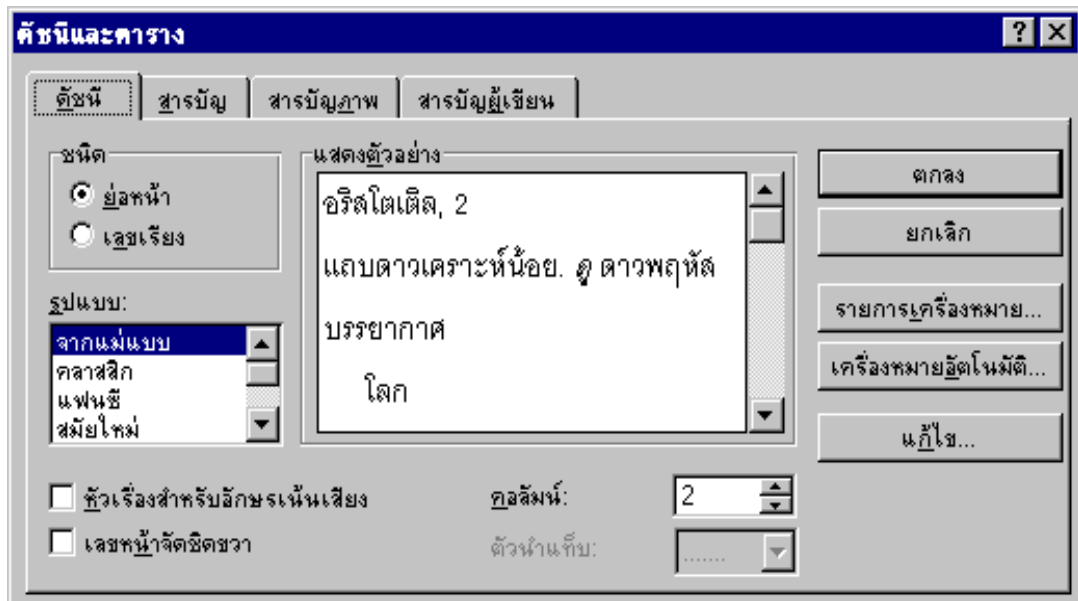 ดัชนีและตาราง
ดัชนี สารบัญ สารบัญภาพ สารบัญผู้เขียน
ชนิด
ย่อหน้า
เลขเรียง
แสดงตัวอย่าง
อริสโตเติล, 2
แถบดาวเคราะห์น้อย. ดู ดาวพฤหัส
บรรยากาศ
โลก
ตกลง
ยกเลิก
รายการเครื่องหมาย...
เครื่องหมายอัตโนมัติ...
แก้ไข...
รูปแบบ:
จากแม่แบบ
คลาสสิก
แฟนซี
สมัยใหม่
หัวเรื่องสำหรับอักษรเน้นเสียง
เลขหน้าจัดชิดขวา
คอลัมน์: 2
ตัวนำแท็บ: .......